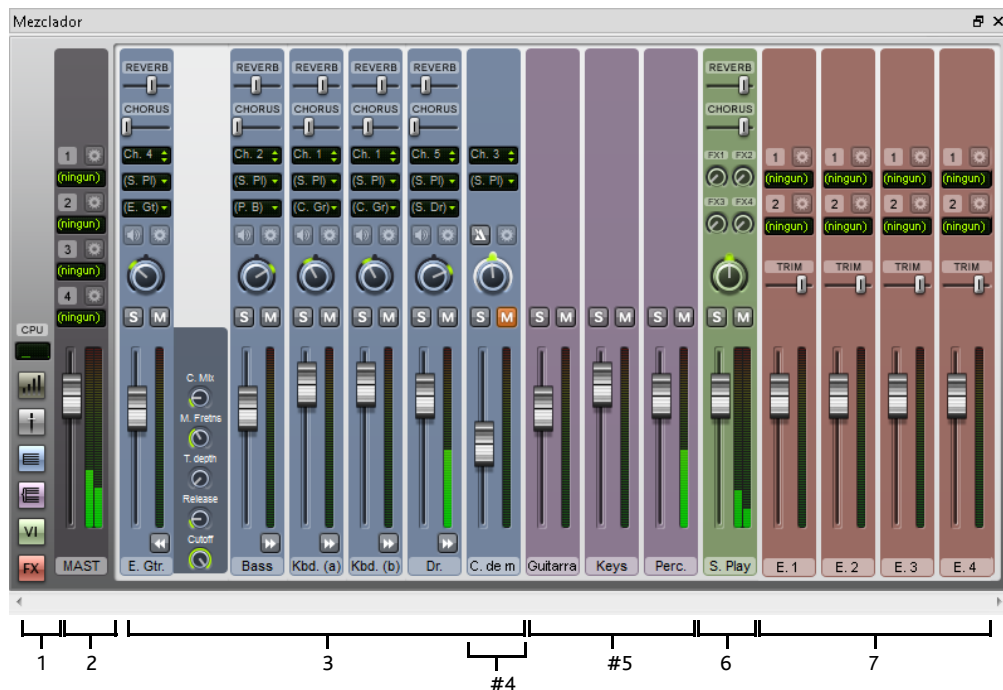 Mezclador
REVERB REVERB REVERB REVERB REVERB REVERB
CHORUS CHORUS CHORUS CHORUS CHORUS CHORUS
1 Ch. 4 Ch. 2 Ch. 1 Ch. 1 Ch. 5 Ch. 3 FX1 FX2 1 1 1 1
(ningun) (S. Pl) (S. Pl) (S. Pl) (S. Pl) (S. Pl) (S. Pl) (ningun) (ningun) (ningun) (ningun)
2 (E. Gt) (P. B) (C. Gr) (C. Gr) (S. Dr) FX3 FX4 2 2 2 2
(ningun) (ningun) (ningun) (ningun) (ningun)
3
(ningun) TRIM TRIM TRIM TRIM
4
(ningun) S M S M S M S M S M S M S M S M S M S M
CPU
C. Mix
M. Fretns
T. depth
Release
Cutoff
VI
FX MAST E. Gtr. Bass Kbd. (a) Kbd. (b) Dr. C. de m Guitarra Keys Perc. S. Play E. 1 E. 2 E. 3 E. 4
1 2 3 #5 6 7
#4